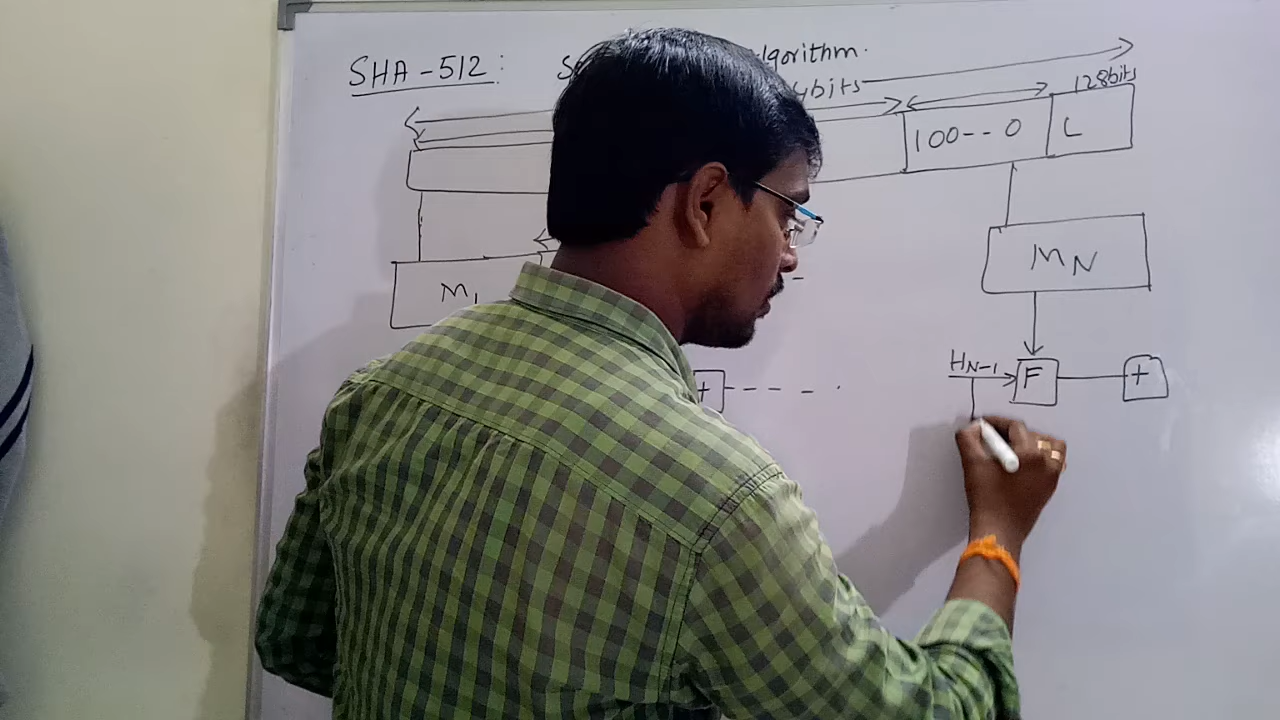 SHA-512: lgorithm.
4bits 128bits
100--0 L
MN
M1
HN-1 F +
+ ----